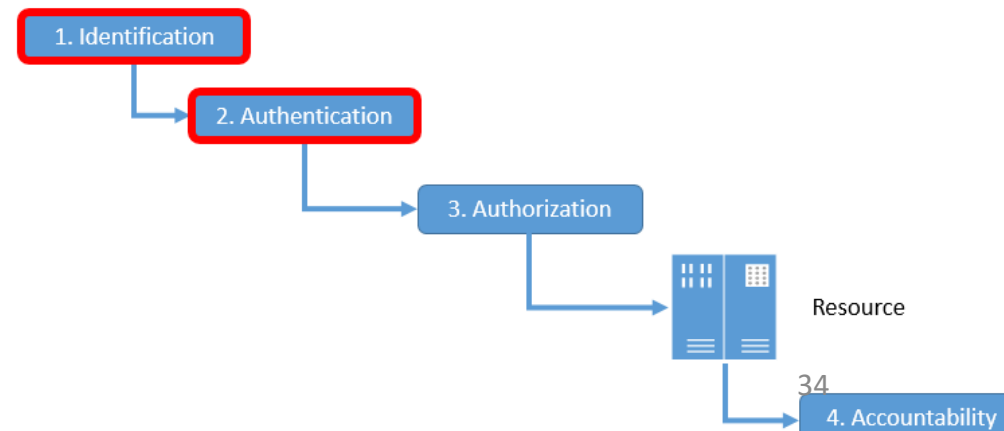 1. Identification
2. Authentication
3. Authorization
Resource
34
4. Accountability